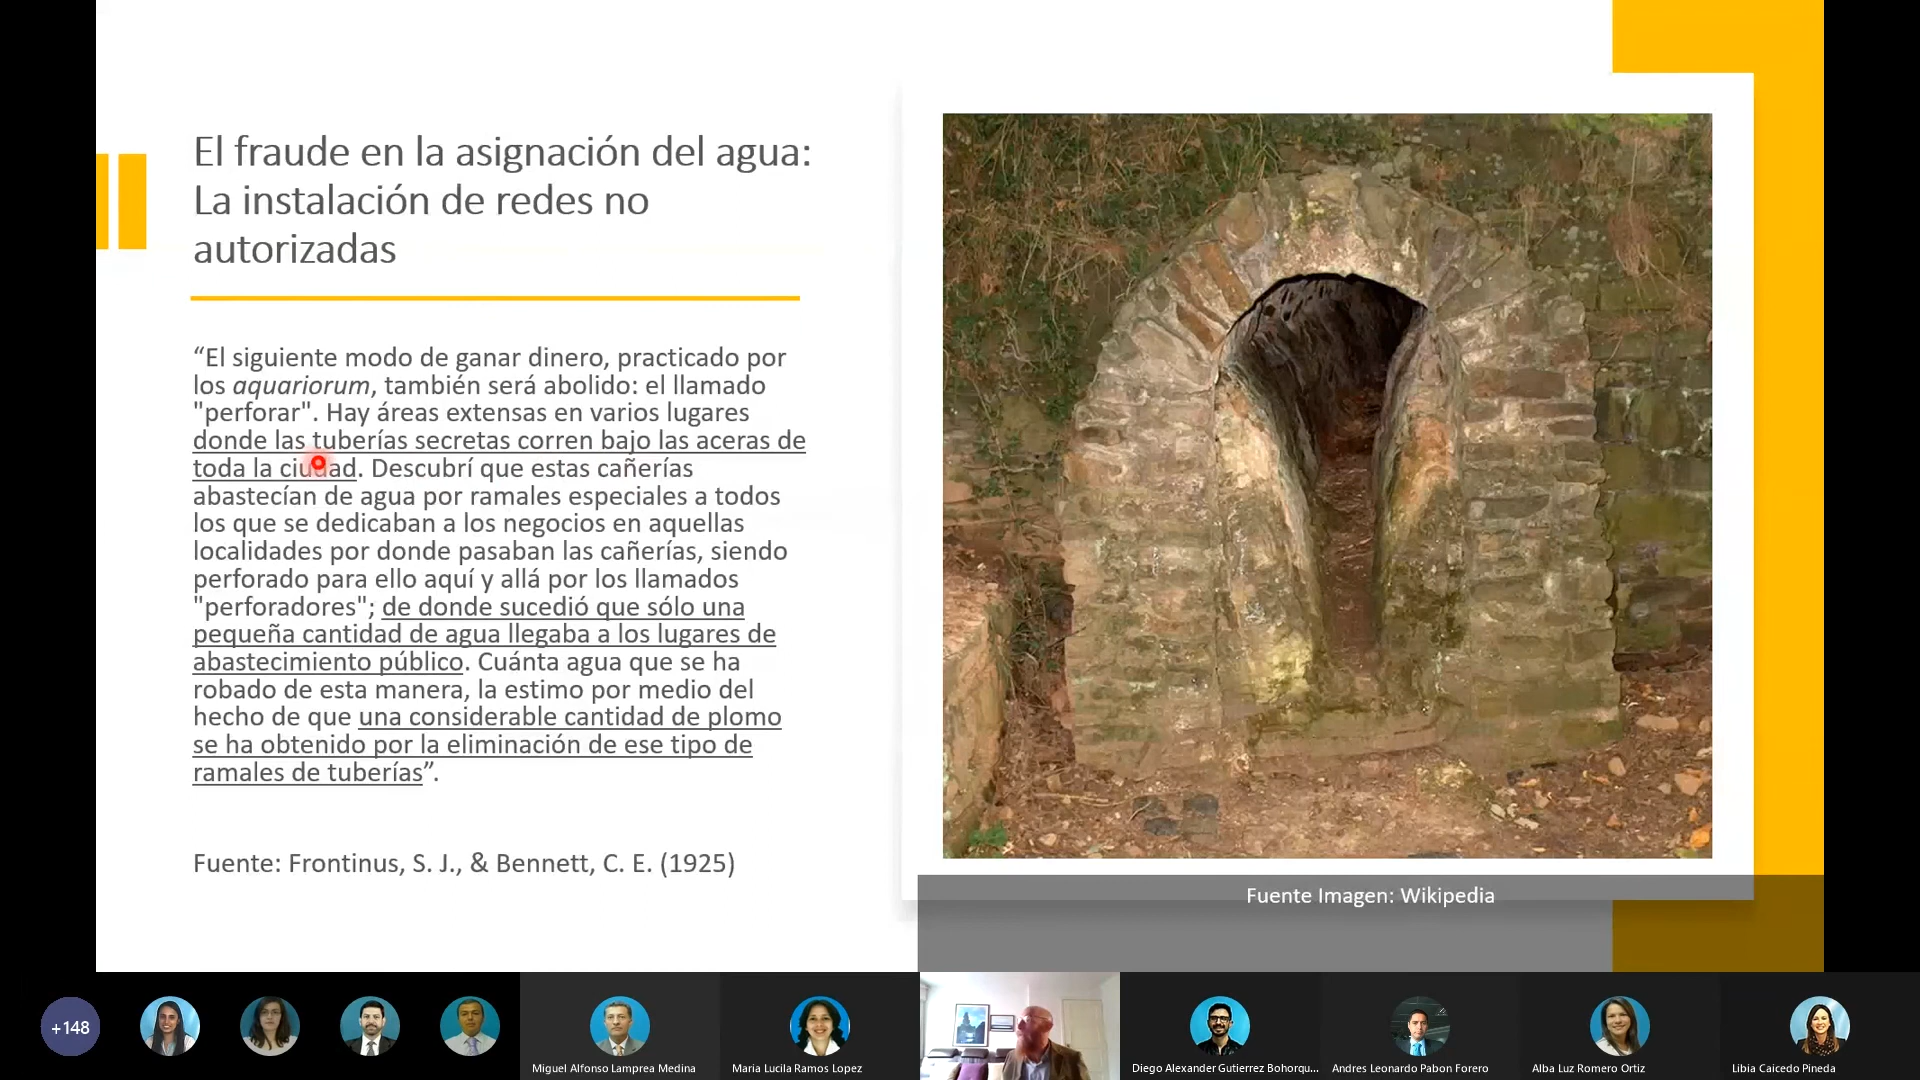 El fraude en la asignación del agua:
La instalación de redes no
autorizadas
“El siguiente modo de ganar dinero, practicado por
los aquariorum, también será abolido: el llamado
"perforar". Hay áreas extensas en varios lugares
donde las tuberías secretas corren bajo las aceras de
toda la ciudad. Descubrí que estas cañerías
abastecían de agua por ramales especiales a todos
los que se dedicaban a los negocios en aquellas
localidades por donde pasaban las cañerías, siendo
perforado para ello aquí y allá por los llamados
"perforadores"; de donde sucedió que sólo una
pequeña cantidad de agua llegaba a los lugares de
abastecimiento público. Cuánta agua que se ha
robado de esta manera, la estimo por medio del
hecho de que una considerable cantidad de plomo
se ha obtenido por la eliminación de ese tipo de
ramales de tuberías”.
Fuente: Frontinus, S. J., & Bennett, C. E. (1925)
Fuente Imagen: Wikipedia
+148
Miguel Alfonso Lamprea Medina
Maria Lucila Ramos Lopez
Diego Alexander Gutierrez Bohorqu...
Andres Leonardo Pabon Forero
Alba Luz Romero Ortiz
Libia Caicedo Pineda